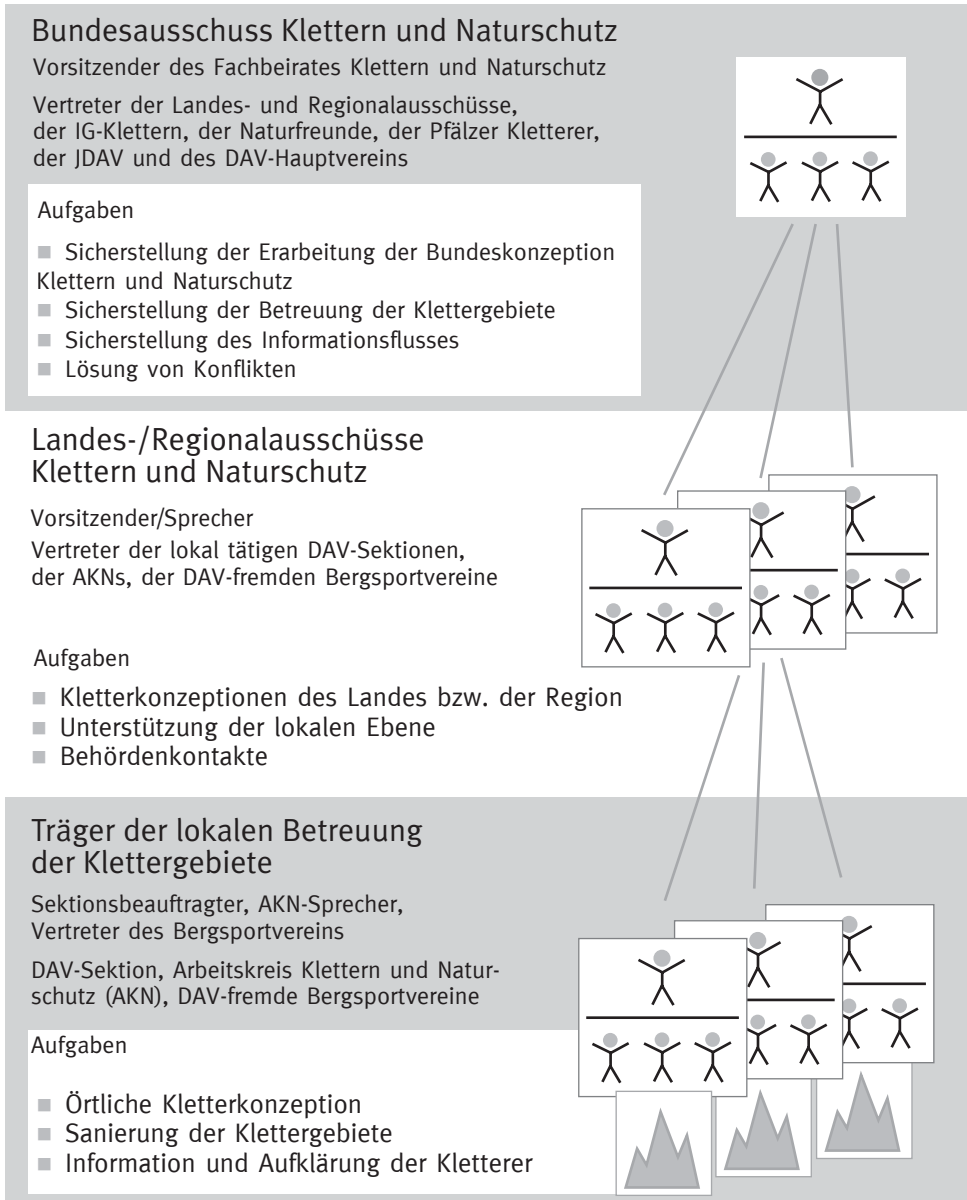 Bundesausschuss Klettern und Naturschutz
Vorsitzender des Fachbeirates Klettern und Naturschutz
Vertreter der Landes- und Regionalausschüsse,
der IG-Klettern, der Naturfreunde, der Pfälzer Kletterer,
der JDAV und des DAV-Hauptvereins
Aufgaben
■ Sicherstellung der Erarbeitung der Bundeskonzeption
Klettern und Naturschutz
■ Sicherstellung der Betreuung der Klettergebiete
■ Sicherstellung des Informationsflusses
■ Lösung von Konflikten
Landes-/Regionalausschüsse
Klettern und Naturschutz
Vorsitzender/Sprecher
Vertreter der lokal tätigen DAV-Sektionen,
der AKNs, der DAV-fremden Bergsportvereine
Aufgaben
■ Kletterkonzeptionen des Landes bzw. der Region
■ Unterstützung der lokalen Ebene
■ Behördenkontakte
Träger der lokalen Betreuung
der Klettergebiete
Sektionsbeauftragter, AKN-Sprecher,
Vertreter des Bergsportvereins
DAV-Sektion, Arbeitskreis Klettern und Natur-
schutz (AKN), DAV-fremde Bergsportvereine
Aufgaben
■ Örtliche Kletterkonzeption
■ Sanierung der Klettergebiete
■ Information und Aufklärung der Kletterer